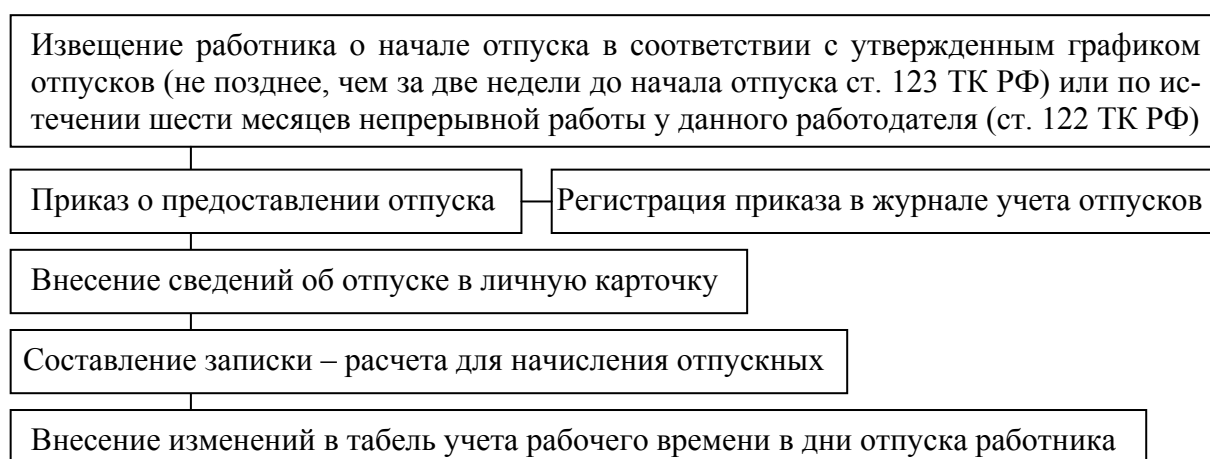 Извещение работника о начале отпуска в соответствии с утвержденным графиком
отпусков (не позднее, чем за две недели до начала отпуска ст. 123 ТК РФ) или по ис-
течении шести месяцев непрерывной работы у данного работодателя (ст. 122 ТК РФ)
Приказ о предоставлении отпуска
Регистрация приказа в журнале учета отпусков
Внесение сведений об отпуске в личную карточку
Составление записки – расчета для начисления отпускных
Внесение изменений в табель учета рабочего времени в дни отпуска работника